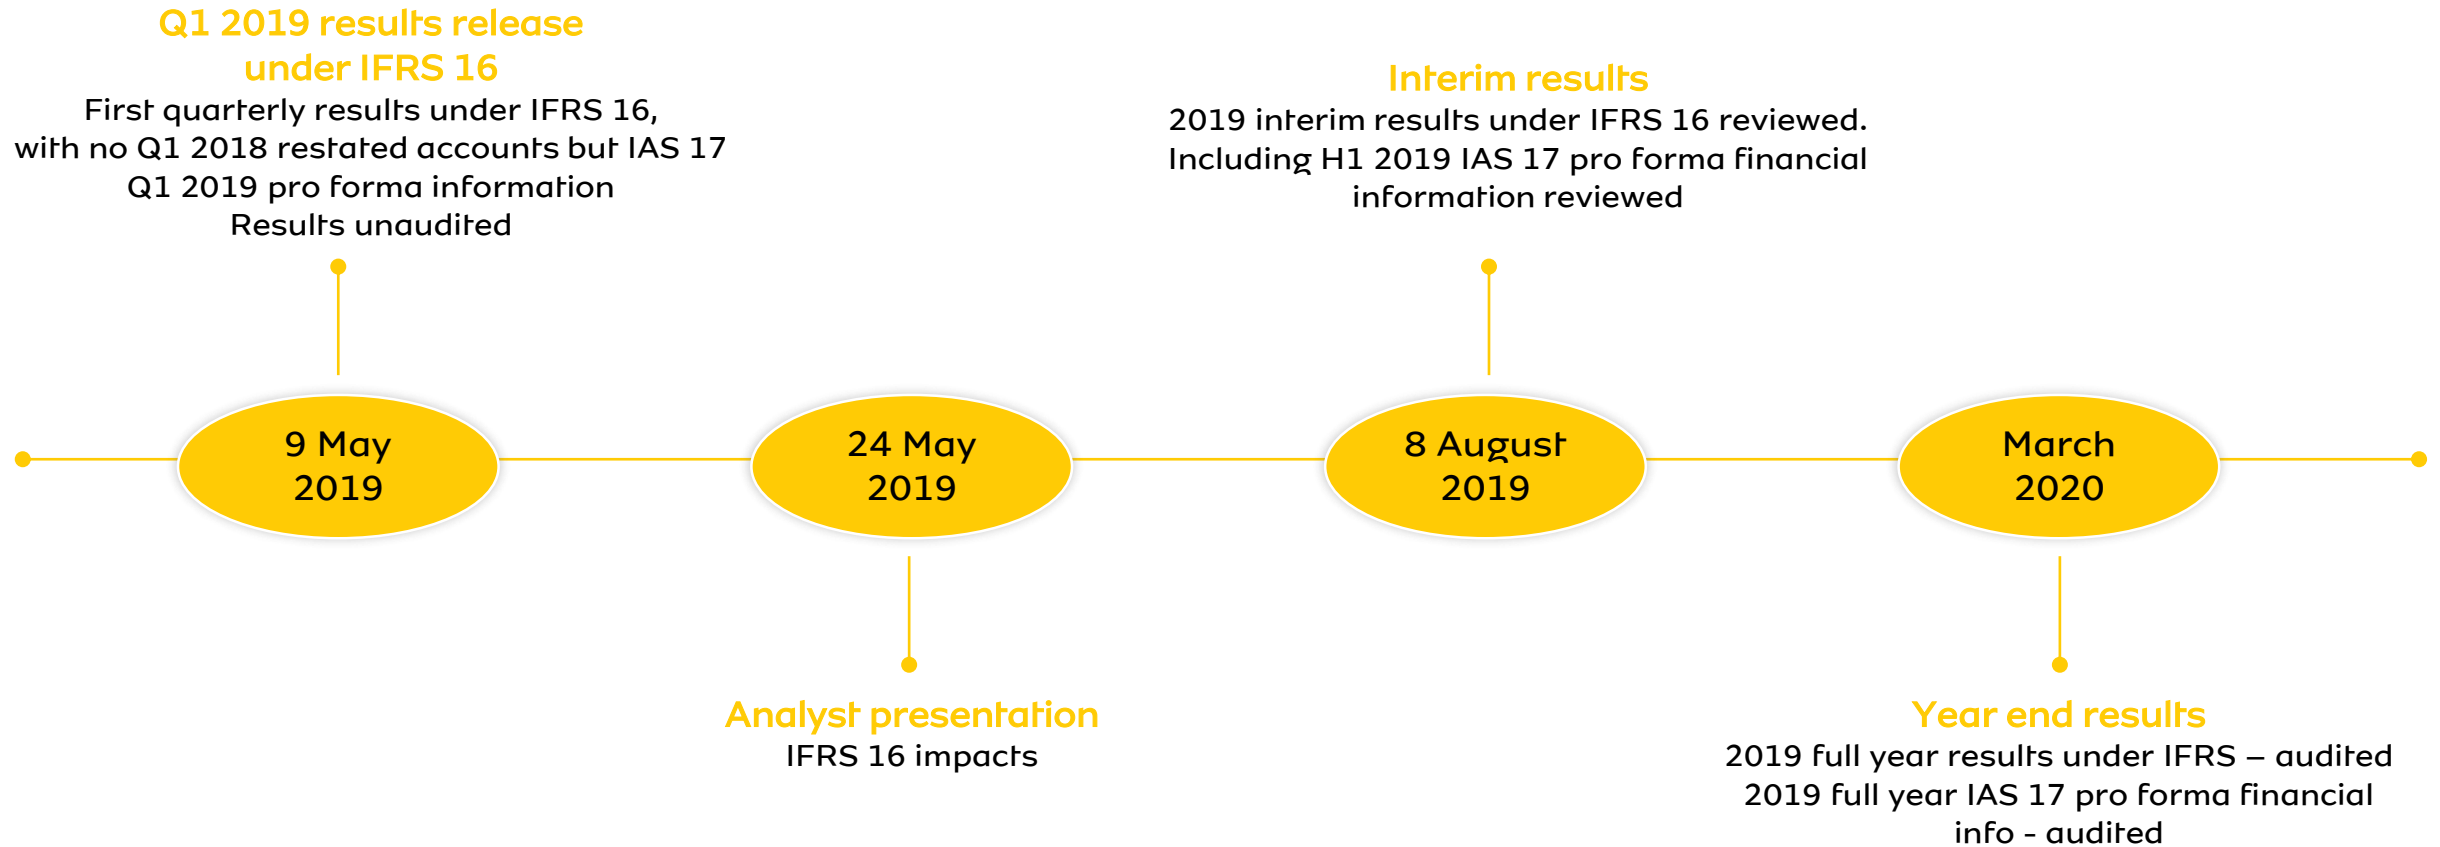 Q1 2019 results release
under IFRS 16
First quarterly results under IFRS 16,
with no Q1 2018 restated accounts but IAS 17
Q1 2019 pro forma information
Results unaudited
Interim results
2019 interim results under IFRS 16 reviewed.
Including H1 2019 IAS 17 pro forma financial
information reviewed
9 May
2019
24 May
2019
8 August
2019
March
2020
Analyst presentation
IFRS 16 impacts
Year end results
2019 full year results under IFRS – audited
2019 full year IAS 17 pro forma financial
info - audited